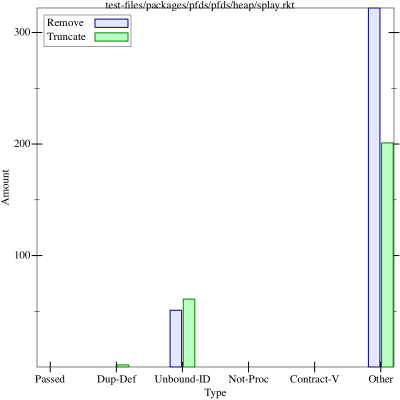 test-files/packages/pfds/pfds/heap/splay.rkt
Remove
Truncate
300
200
100
Amount
Passed Dup-Def Unbound-ID Not-Proc Contract-V Other
Type